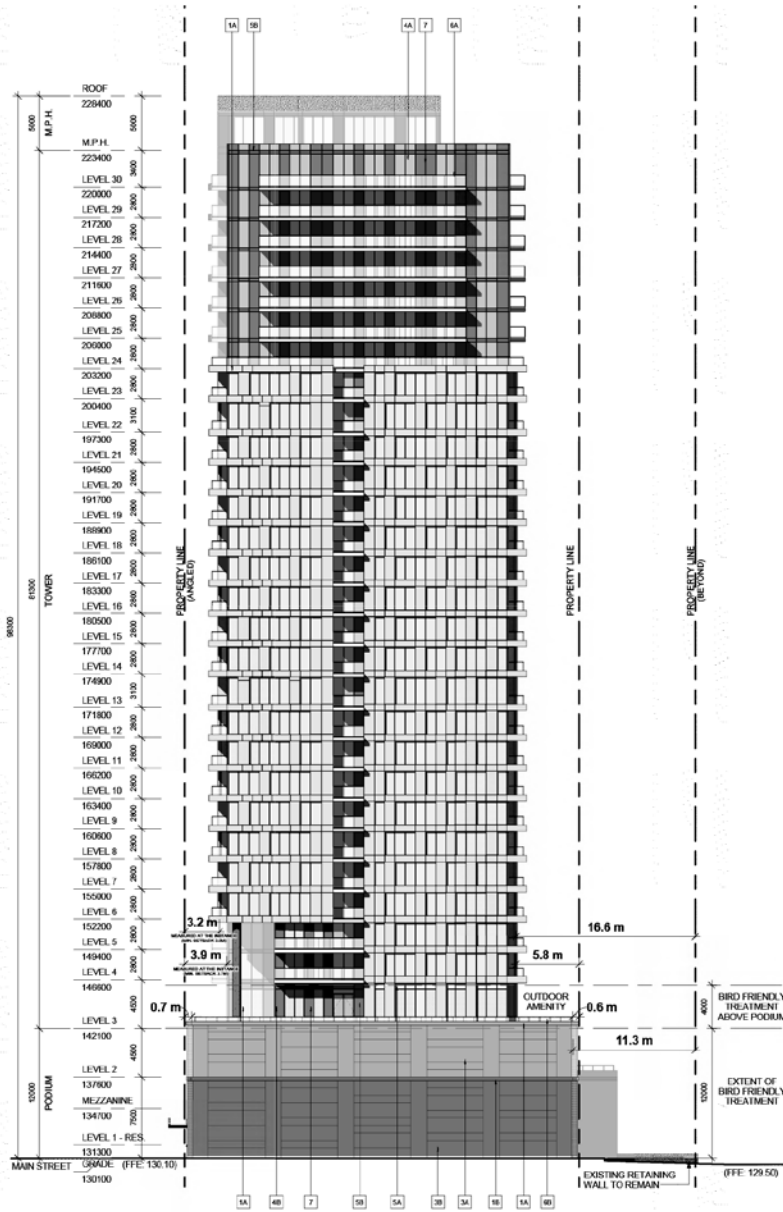 1A 5B 4A 7 6A
ROOF
228400
5000
M.P.H.
5000
M.P.H.
223400
3400
LEVEL 30
220000
2800
LEVEL 29
217200
2800
LEVEL 28
214400
2800
LEVEL 27
211600
2800
LEVEL 26
208800
2800
LEVEL 25
206000
2800
LEVEL 24
203200
2800
LEVEL 23
200400
3100
LEVEL 22
197300
2800
LEVEL 21
194500
2800
LEVEL 20
191700
2800
LEVEL 19
188900
2800
LEVEL 18
186100
2800
LEVEL 17
183300
2800
LEVEL 16
180500
2800
LEVEL 15
177700
2800
LEVEL 14
174900
3100
LEVEL 13
171800
2800
LEVEL 12
169000
2800
LEVEL 11
166200
2800
LEVEL 10
163400
2800
LEVEL 9
160600
2800
LEVEL 8
157800
2800
LEVEL 7
155000
2800
LEVEL 6
152200
2800
LEVEL 5
149400
2800
LEVEL 4
146600
4500
LEVEL 3
142100
4500
LEVEL 2
137600
MEZZANINE
134700
7500
LEVEL 1 - RES.
131300
GRADE
130100
98300
81300
TOWER
12000
PODIUM
MAIN STREET
(FFE: 130.10)
PROPERTY LINE
(ANGLED)
PROPERTY LINE
PROPERTY LINE
(BEYOND)
3.2 m
3.9 m
0.7 m
16.6 m
5.8 m
OUTDOOR
AMENITY
0.6 m
11.3 m
4000
BIRD FRIENDLY
TREATMENT
ABOVE PODIUM
12000
EXTENT OF
BIRD FRIENDLY
TREATMENT
EXISTING RETAINING
WALL TO REMAIN
(FFE: 129.50)
1A 4B 7 5B 5A 3B 3A 1B 1A 6B